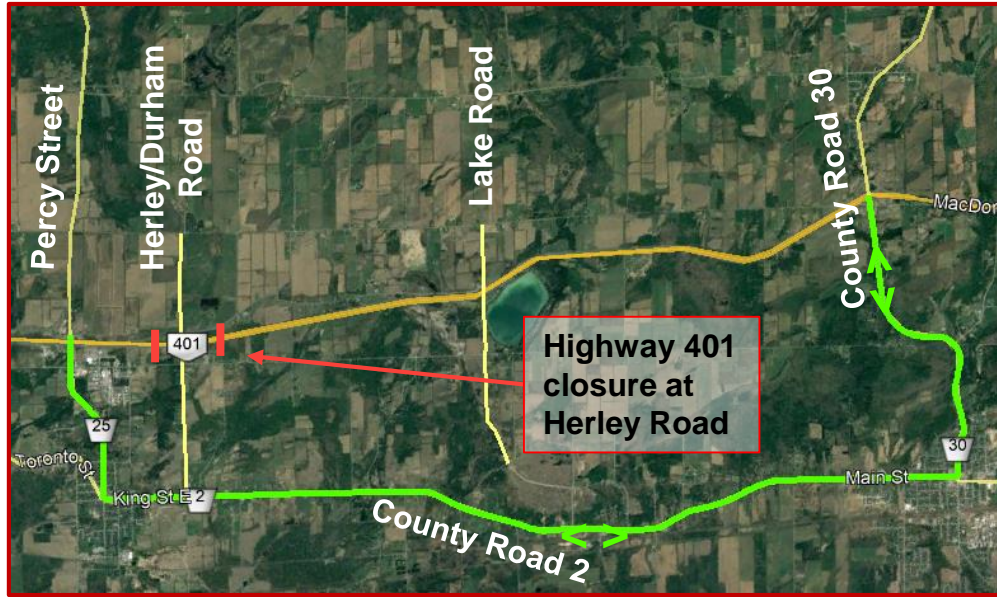 Percy Street
Herley/Durham
Road
Lake Road
County Road 30
MacDon
401
Highway 401
closure at
Herley Road
25
Toronto St
30
Main St
King St E
2
County Road 2